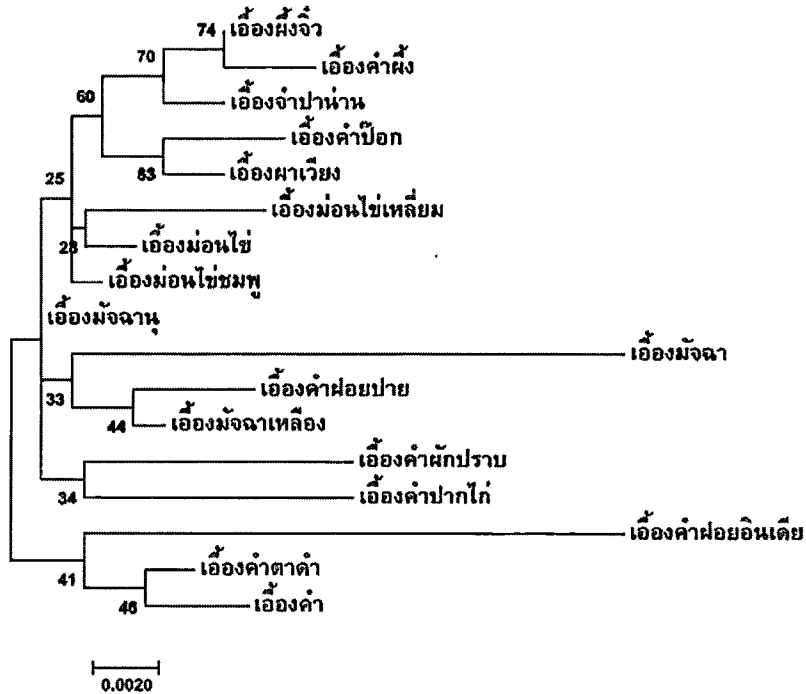 74 เอื้องผึ้งจิ๋ว
70
เอื้องคำผึ้ง
60
เอื้องจำปาน่าน
เอื้องคำป๊อก
83 เอื้องผาเวียง
25
เอื้องม่อนไข่เหลี่ยม
23 เอื้องม่อนไข่
เอื้องม่อนไข่ชมพู
เอื้องมัจฉานุ
เอื้องมัจฉา
เอื้องคำฝอยปาย
33
44 เอื้องมัจฉาเหลือง
เอื้องคำผักปราบ
34 เอื้องคำปากไก่
เอื้องคำฝอยอินเดีย
เอื้องคำตาดำ
41
46 เอื้องคำ
0.0020